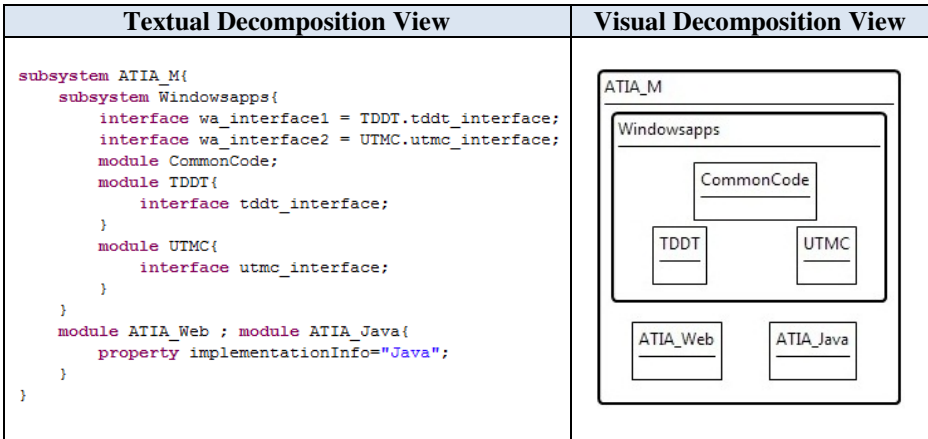 Textual Decomposition View
Visual Decomposition View
subsystem ATIA_M{
    subsystem Windowsapps{
        interface wa_interface1 = TDDT.tddt_interface;
        interface wa_interface2 = UTMC.utmc_interface;
        module CommonCode;
        module TDDT{
            interface tddt_interface;
        }
        module UTMC{
            interface utmc_interface;
        }
    }
    module ATIA_Web ; module ATIA_Java{
        property implementationInfo="Java";
    }
}
ATIA_M
Windowsapps
CommonCode
TDDT
UTMC
ATIA_Web
ATIA_Java